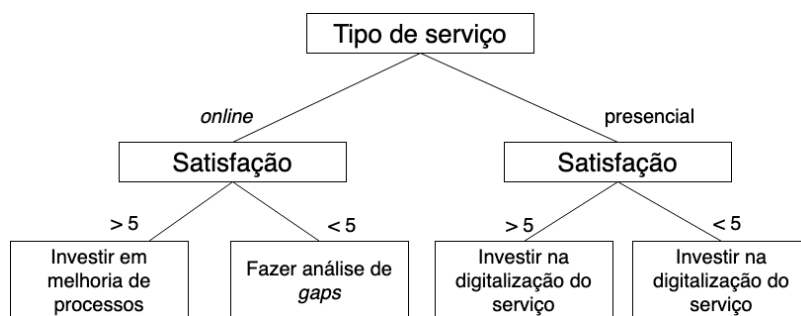 Tipo de serviço
online
presencial
Satisfação
Satisfação
> 5
< 5
> 5
< 5
Investir em
melhoria de
processos
Fazer análise de
gaps
Investir na
digitalização do
serviço
Investir na
digitalização do
serviço